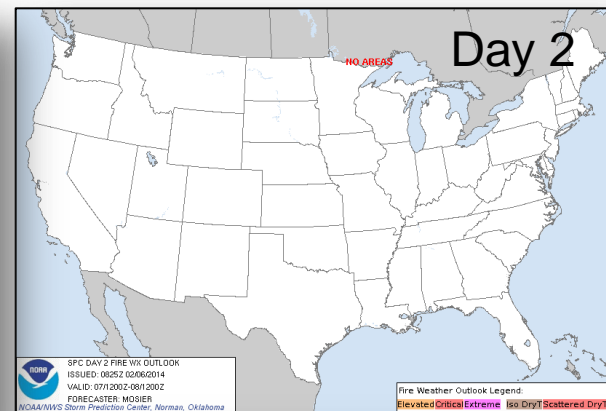 Day 2
NO AREAS
NOAA
SPC DAY 2 FIRE WX OUTLOOK
ISSUED: 0825Z 02/06/2014
VALID: 07/1200Z-08/1200Z
FORECASTER: MOSIER
NOAA/NWS Storm Prediction Center, Norman, Oklahoma
Fire Weather Outlook Legend:
Elevated Critical Extreme Iso DryT Scattered DryT